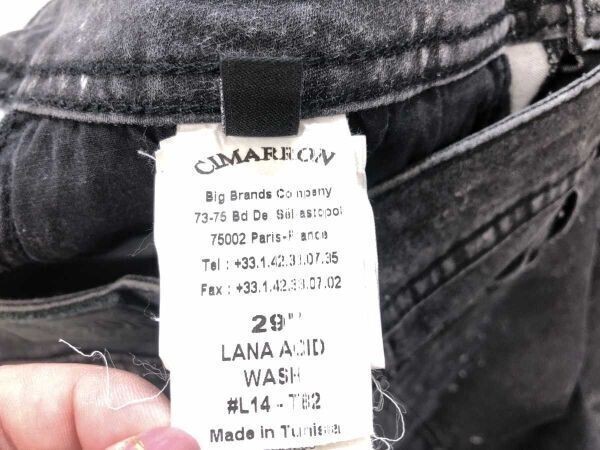 CIMARRON
Big Brands Company
73-75 Bd De Sébastopol
75002 Paris-France
Tel : +33.1.42.33.07.35
Fax : +33.1.42.33.07.02
29"
LANA ACID
WASH
#L14 - T82
Made in Tunisia